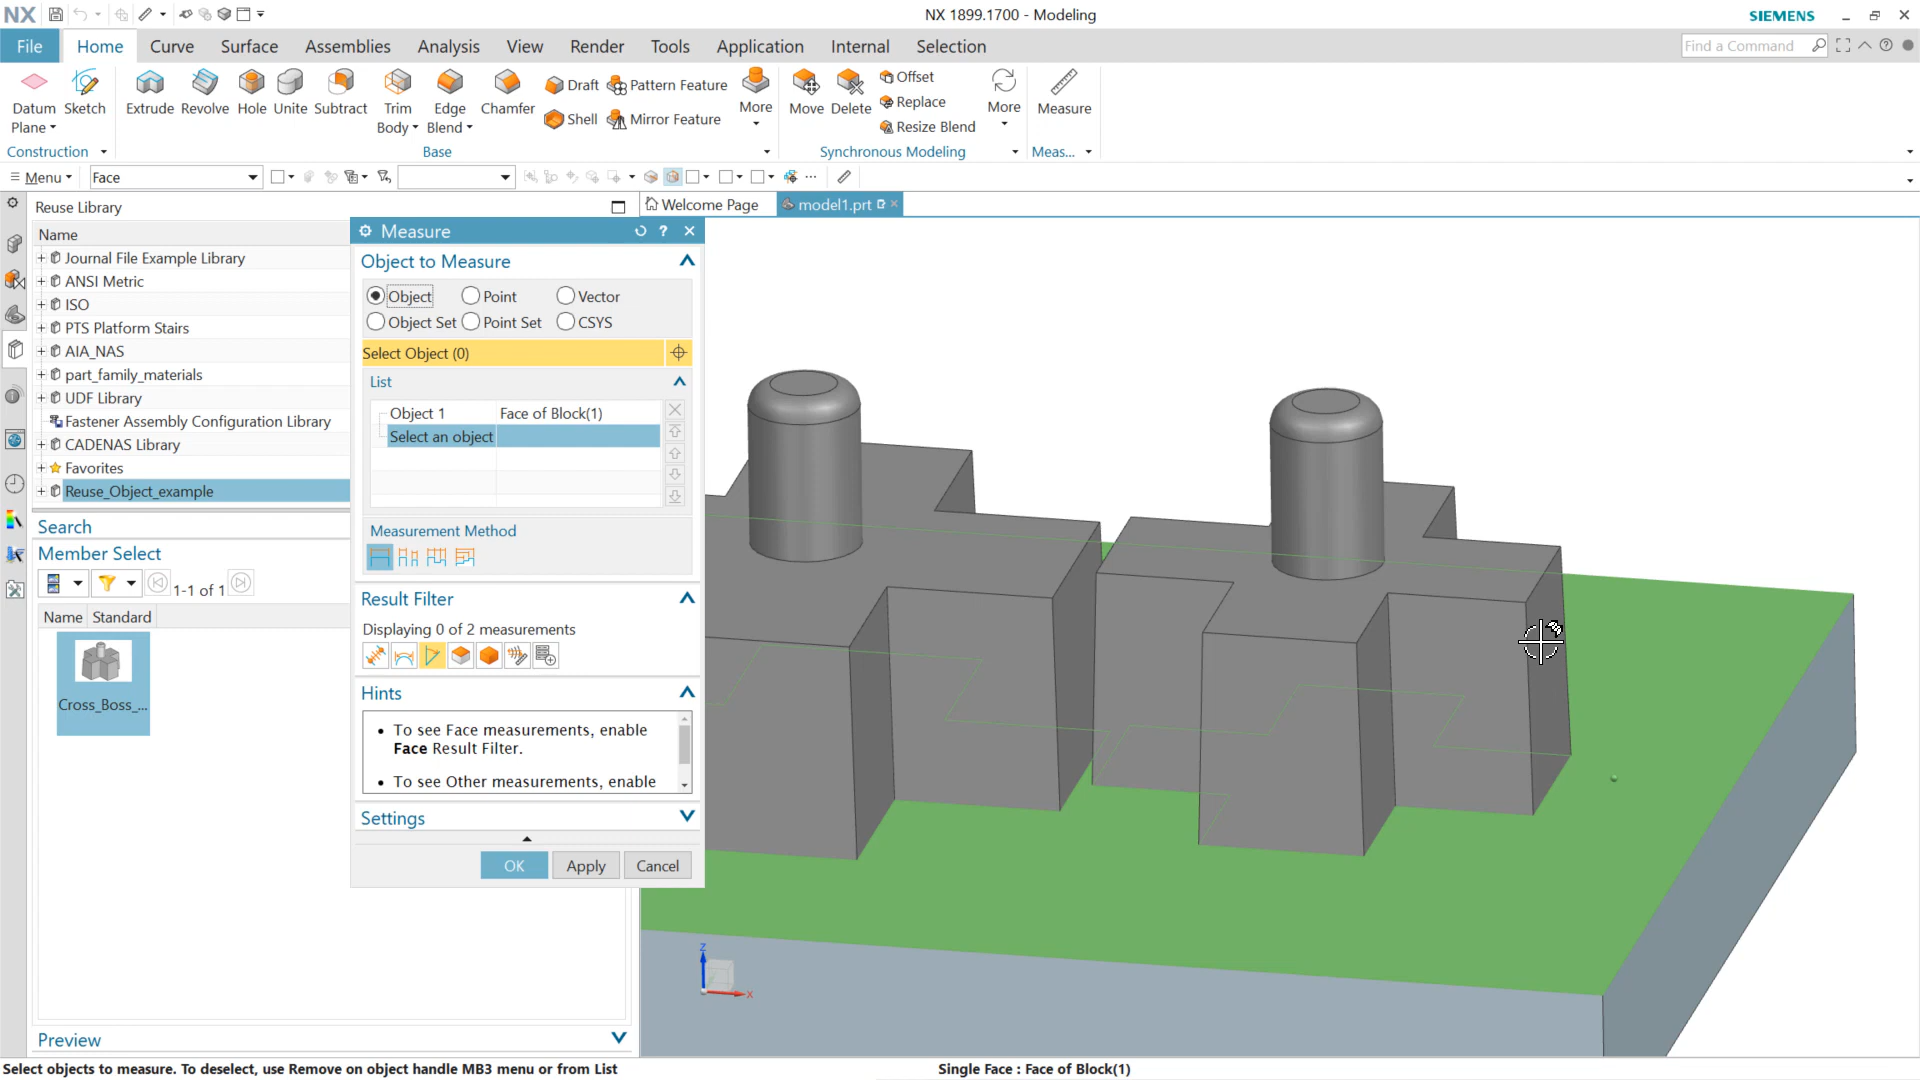 NX
NX 1899.1700 - Modeling
SIEMENS
File
Home
Curve
Surface
Assemblies
Analysis
View
Render
Tools
Application
Internal
Selection
Find a Command
Datum
Plane
Sketch
Extrude
Revolve
Hole
Unite
Subtract
Trim
Body
Edge
Blend
Chamfer
Draft
Shell
Pattern Feature
Mirror Feature
More
Move
Delete
Offset
Replace
Resize Blend
More
Measure
Construction
Base
Synchronous Modeling
Meas...
Menu
Face
Reuse Library
Welcome Page
model1.prt
Name
Journal File Example Library
ANSI Metric
ISO
PTS Platform Stairs
AIA_NAS
part_family_materials
UDF Library
Fastener Assembly Configuration Library
CADENAS Library
Favorites
Reuse_Object_example
Search
Member Select
1-1 of 1
Name
Standard
Cross_Boss_...
Preview
Measure
Object to Measure
Object
Point
Vector
Object Set
Point Set
CSYS
Select Object (0)
List
Object 1
Face of Block(1)
Select an object
Measurement Method
Result Filter
Displaying 0 of 2 measurements
Hints
• To see Face measurements, enable
Face Result Filter.
• To see Other measurements, enable
Settings
OK
Apply
Cancel
Z
X
Select objects to measure. To deselect, use Remove on object handle MB3 menu or from List
Single Face : Face of Block(1)